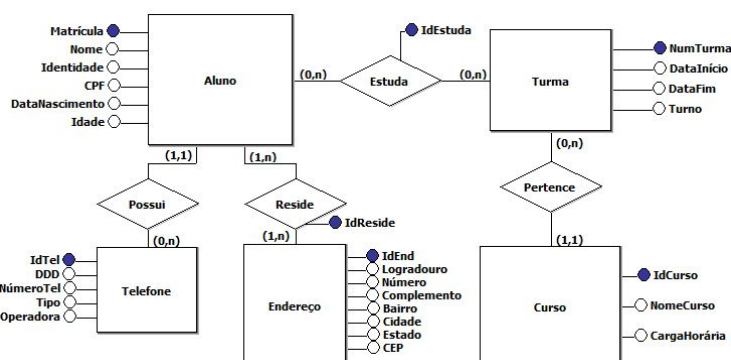 Matrícula
Nome
Identidade
CPF
DataNascimento
Idade
Aluno
(0,n)
IdEstuda
Estuda
(0,n)
Turma
NumTurma
DataInício
DataFim
Turno
(1,1)
(1,n)
(0,n)
Possui
Reside
IdReside
Pertence
(0,n)
(1,n)
(1,1)
IdTel
DDD
NúmeroTel
Tipo
Operadora
Telefone
Endereço
IdEnd
Logradouro
Número
Complemento
Bairro
Cidade
Estado
CEP
Curso
IdCurso
NomeCurso
CargaHorária